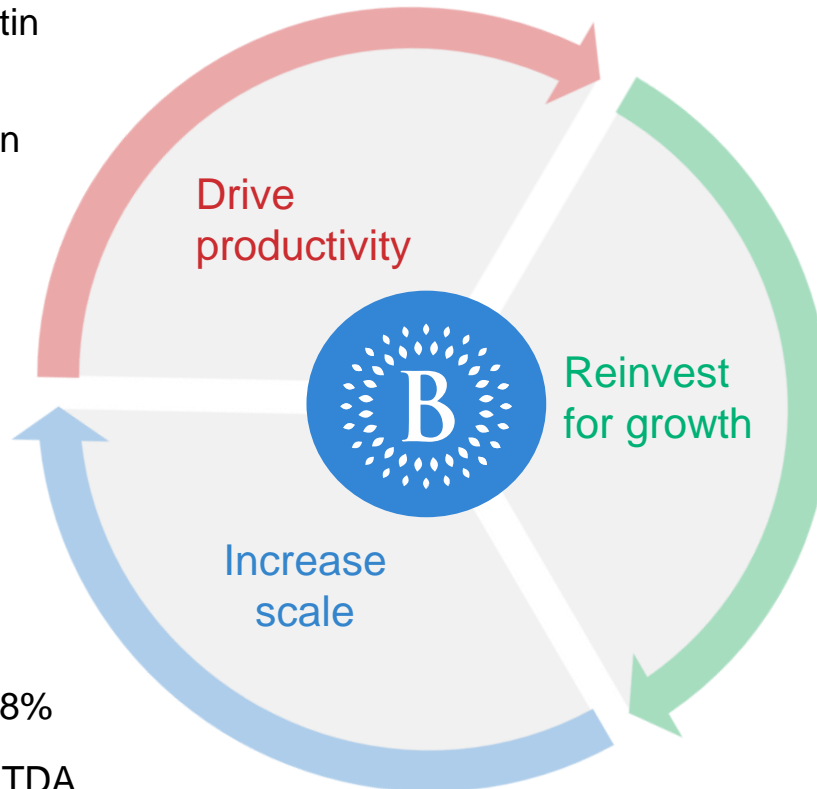 tin
n
Drive
productivity
B
Reinvest
for growth
Increase
scale
8%
TDA